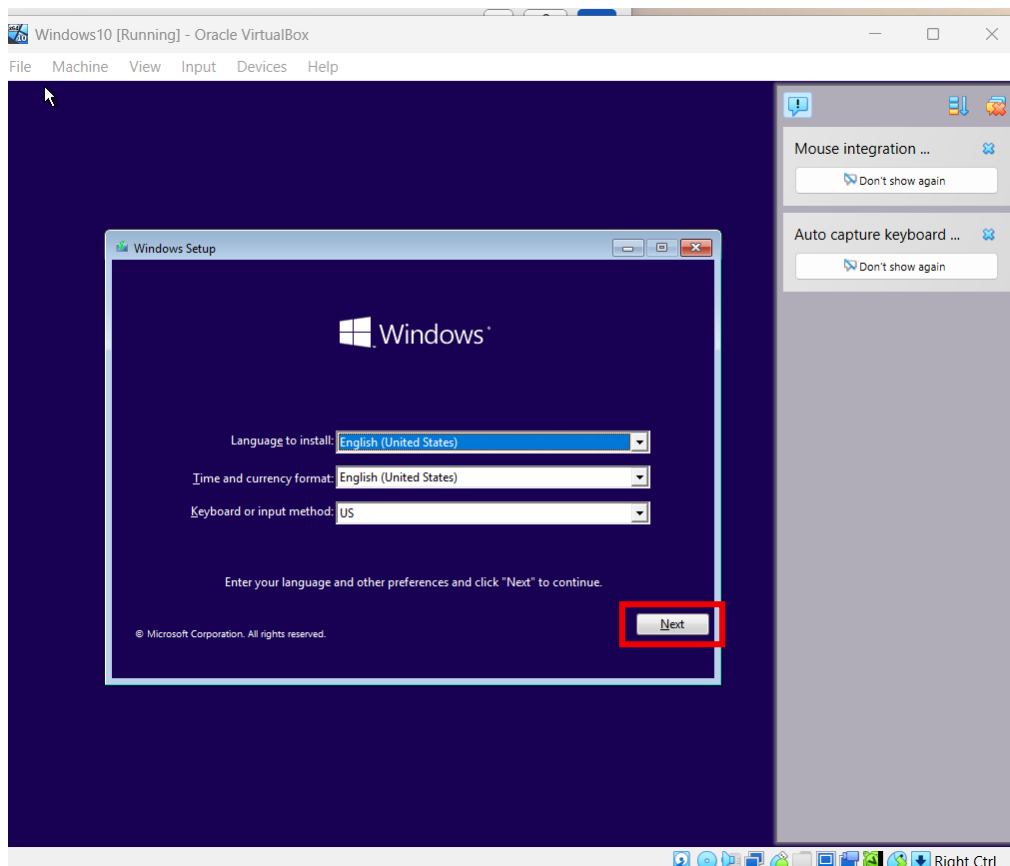 Windows10 [Running] - Oracle VirtualBox
File Machine View Input Devices Help
Mouse integration ...
Don't show again
Auto capture keyboard ...
Don't show again
Windows Setup
Windows
Language to install: English (United States)
Time and currency format: English (United States)
Keyboard or input method: US
Enter your language and other preferences and click "Next" to continue.
Next
© Microsoft Corporation. All rights reserved.
Right Ctrl